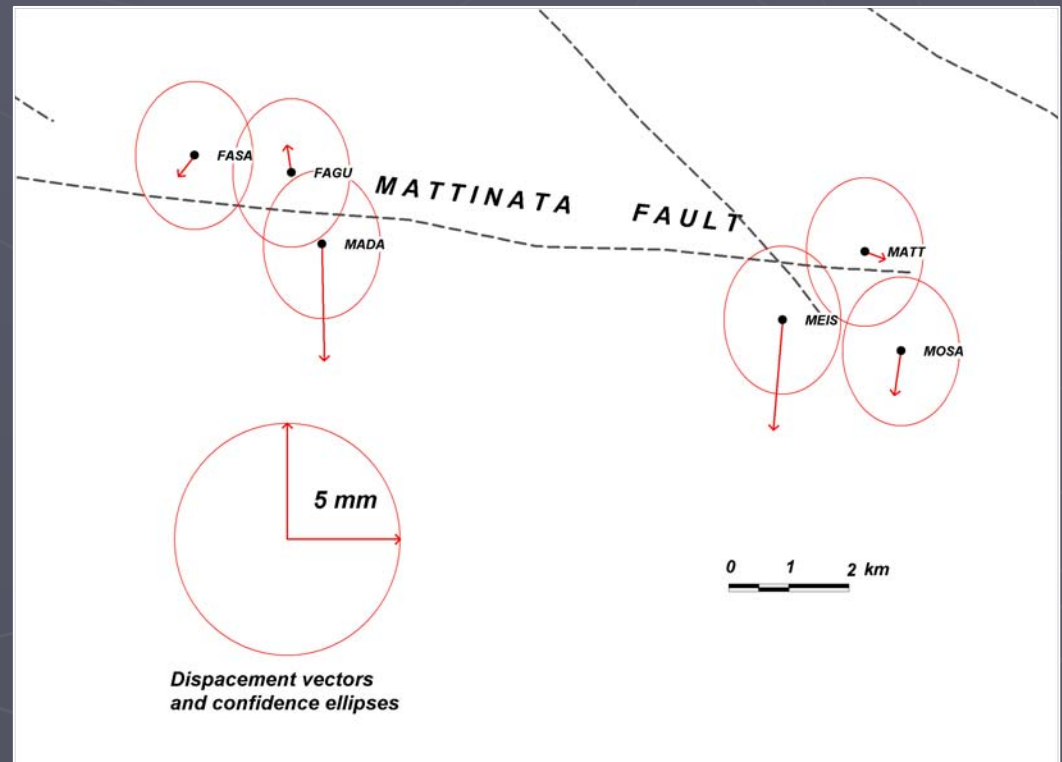 FASA
FAGU
MATTINATA FAULT
MADA
MATT
MEIS
MOSA
5 mm
0 1 2 km
Dispacement vectors
and confidence ellipses